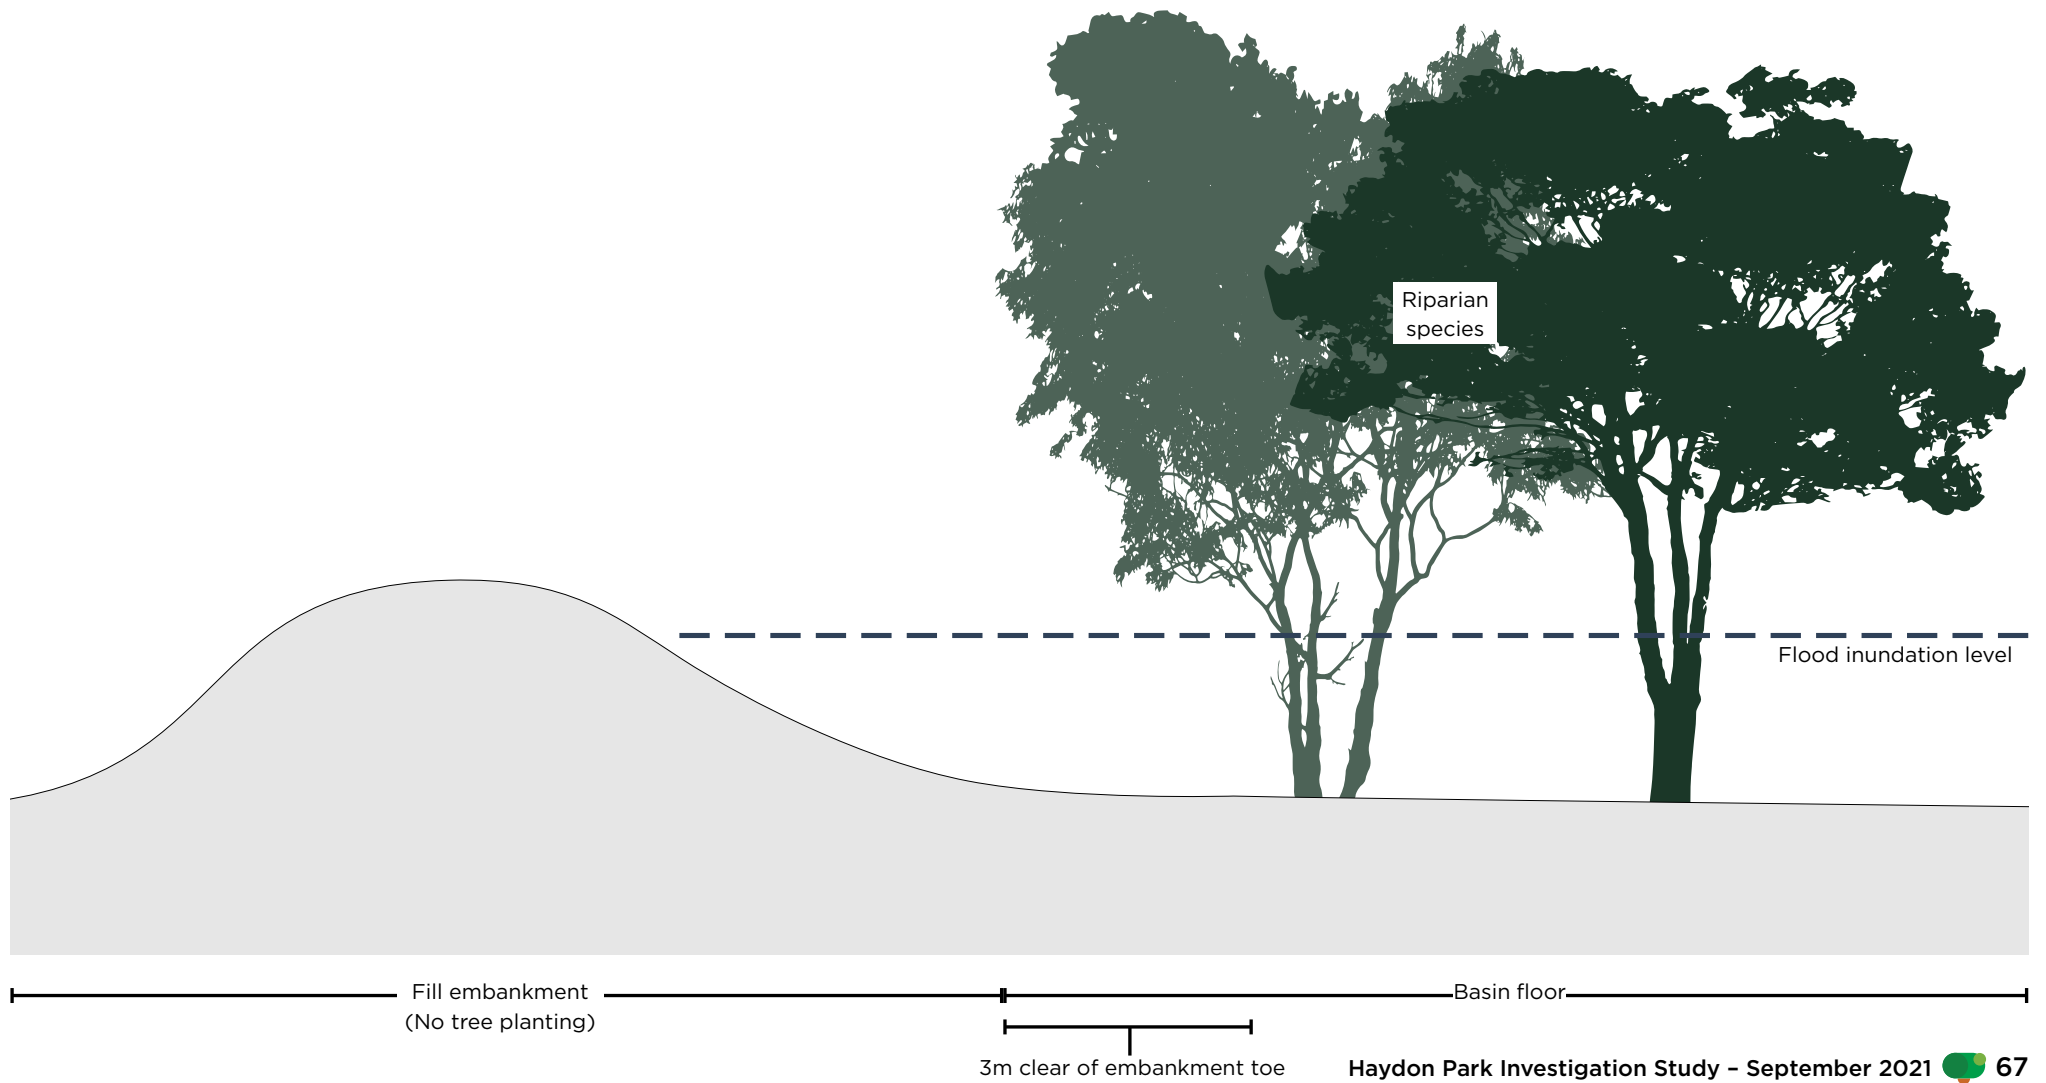 Riparian
species
Flood inundation level
Fill embankment
(No tree planting)
Basin floor
3m clear of embankment toe
Haydon Park Investigation Study – September 2021 67